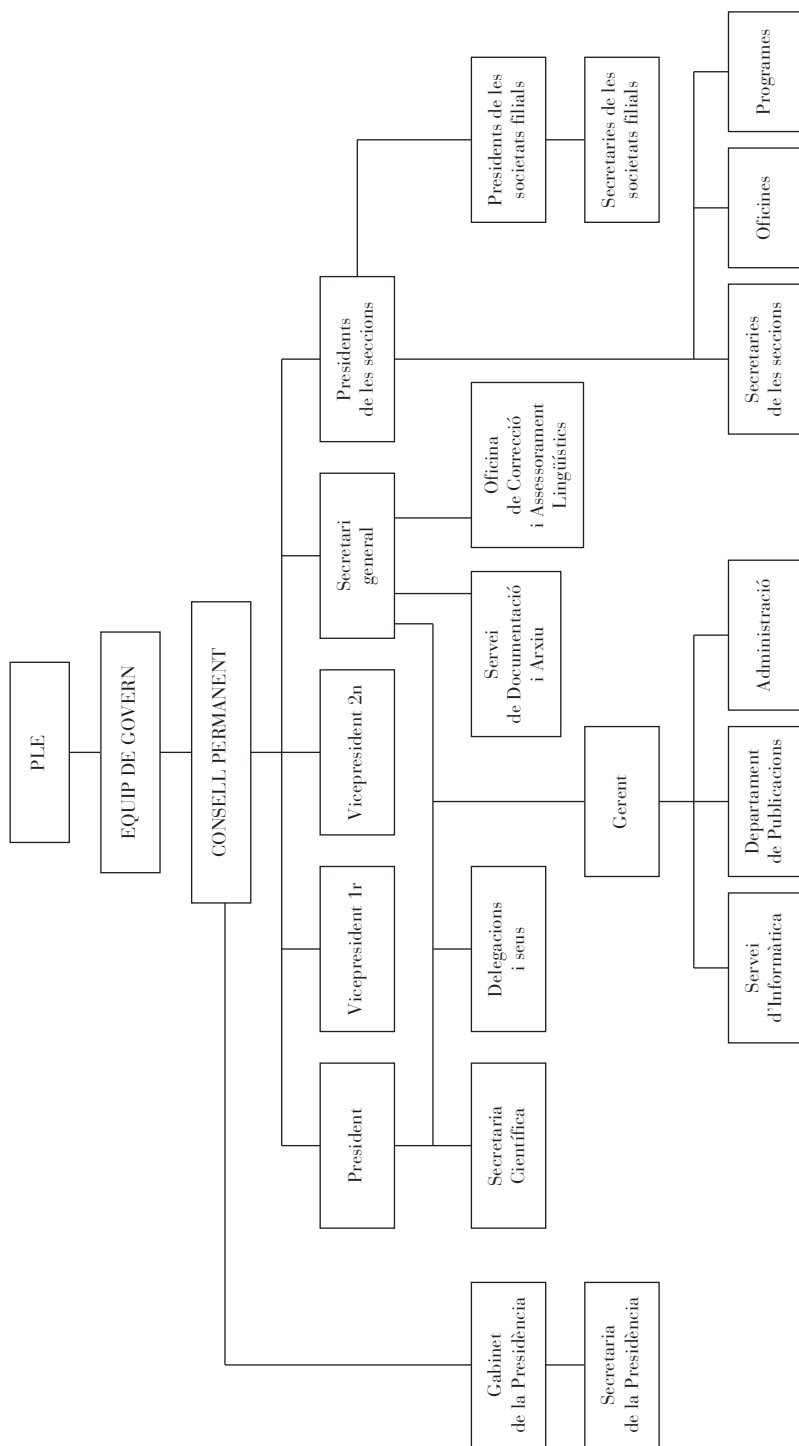 PLE
EQUIP DE GOVERN
CONSELL PERMANENT
President
Vicepresident 1r
Vicepresident 2n
Secretari
general
Presidents
de les seccions
Gabinet
de la Presidència
Secretaria
Científica
Delegacions
i seus
Servei
de Documentació
i Arxiu
Oficina
de Correcció
i Assessorament
Lingüístics
Presidents de les
societats filials
Secretaria
de la Presidència
Gerent
Secretaries de les
societats filials
Servei
d’Informàtica
Departament
de Publicacions
Administració
Secretaries
de les seccions
Oficines
Programes